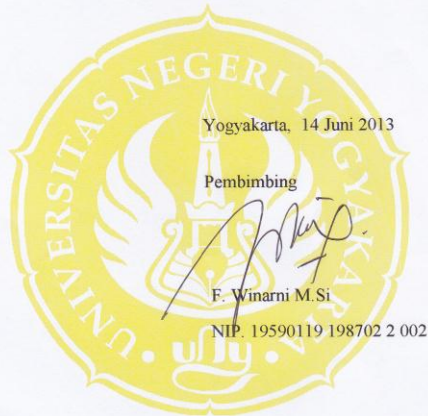 UNIVERSITAS NEGERI YOGYAKARTA
Yogyakarta, 14 Juni 2013
Pembimbing
F. Winarni M.Si
NIP. 19590119 198702 2 002
uny